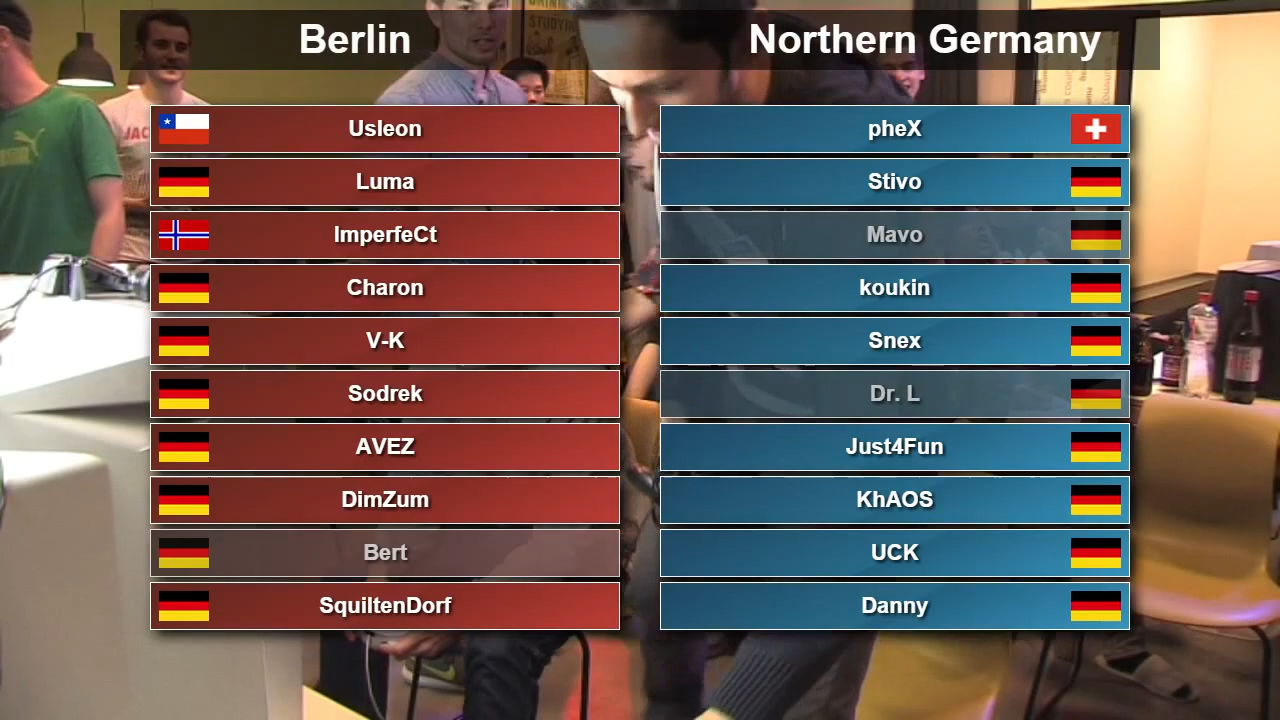 Berlin
Northern Germany
Usleon
pheX
Luma
Stivo
ImperfeCt
Mavo
Charon
koukin
V-K
Snex
Sodrek
Dr. L
AVEZ
Just4Fun
DimZum
KhAOS
Bert
UCK
SquiltenDorf
Danny